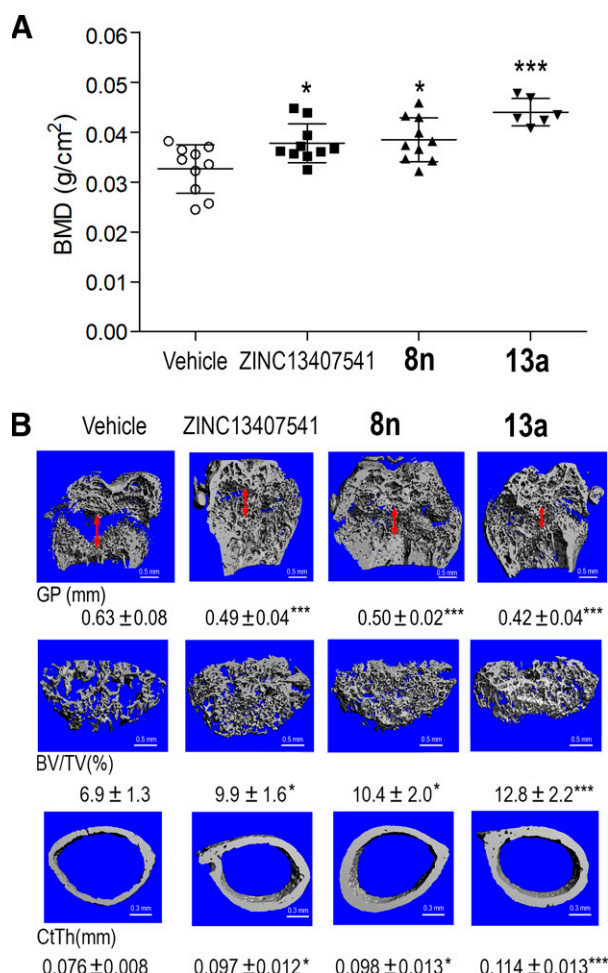 A
BMD (g/cm²)
0.06
0.05
0.04
0.03
0.02
0.01
0.00
*
*
***
Vehicle ZINC13407541 8n 13a
B
Vehicle ZINC13407541 8n 13a
0.5 mm 0.5 mm 0.5 mm 0.5 mm
GP (mm)
0.63 ±0.08 0.49 ±0.04*** 0.50 ±0.02*** 0.42 ±0.04***
0.5 mm 0.5 mm 0.5 mm 0.5 mm
BV/TV(%)
6.9 ± 1.3 9.9 ± 1.6* 10.4 ± 2.0* 12.8 ± 2.2***
0.3 mm 0.3 mm 0.3 mm 0.3 mm
CtTh(mm)
0.076 ±0.008 0.097 ±0.012* 0.098 ±0.013* 0.114 ±0.013***